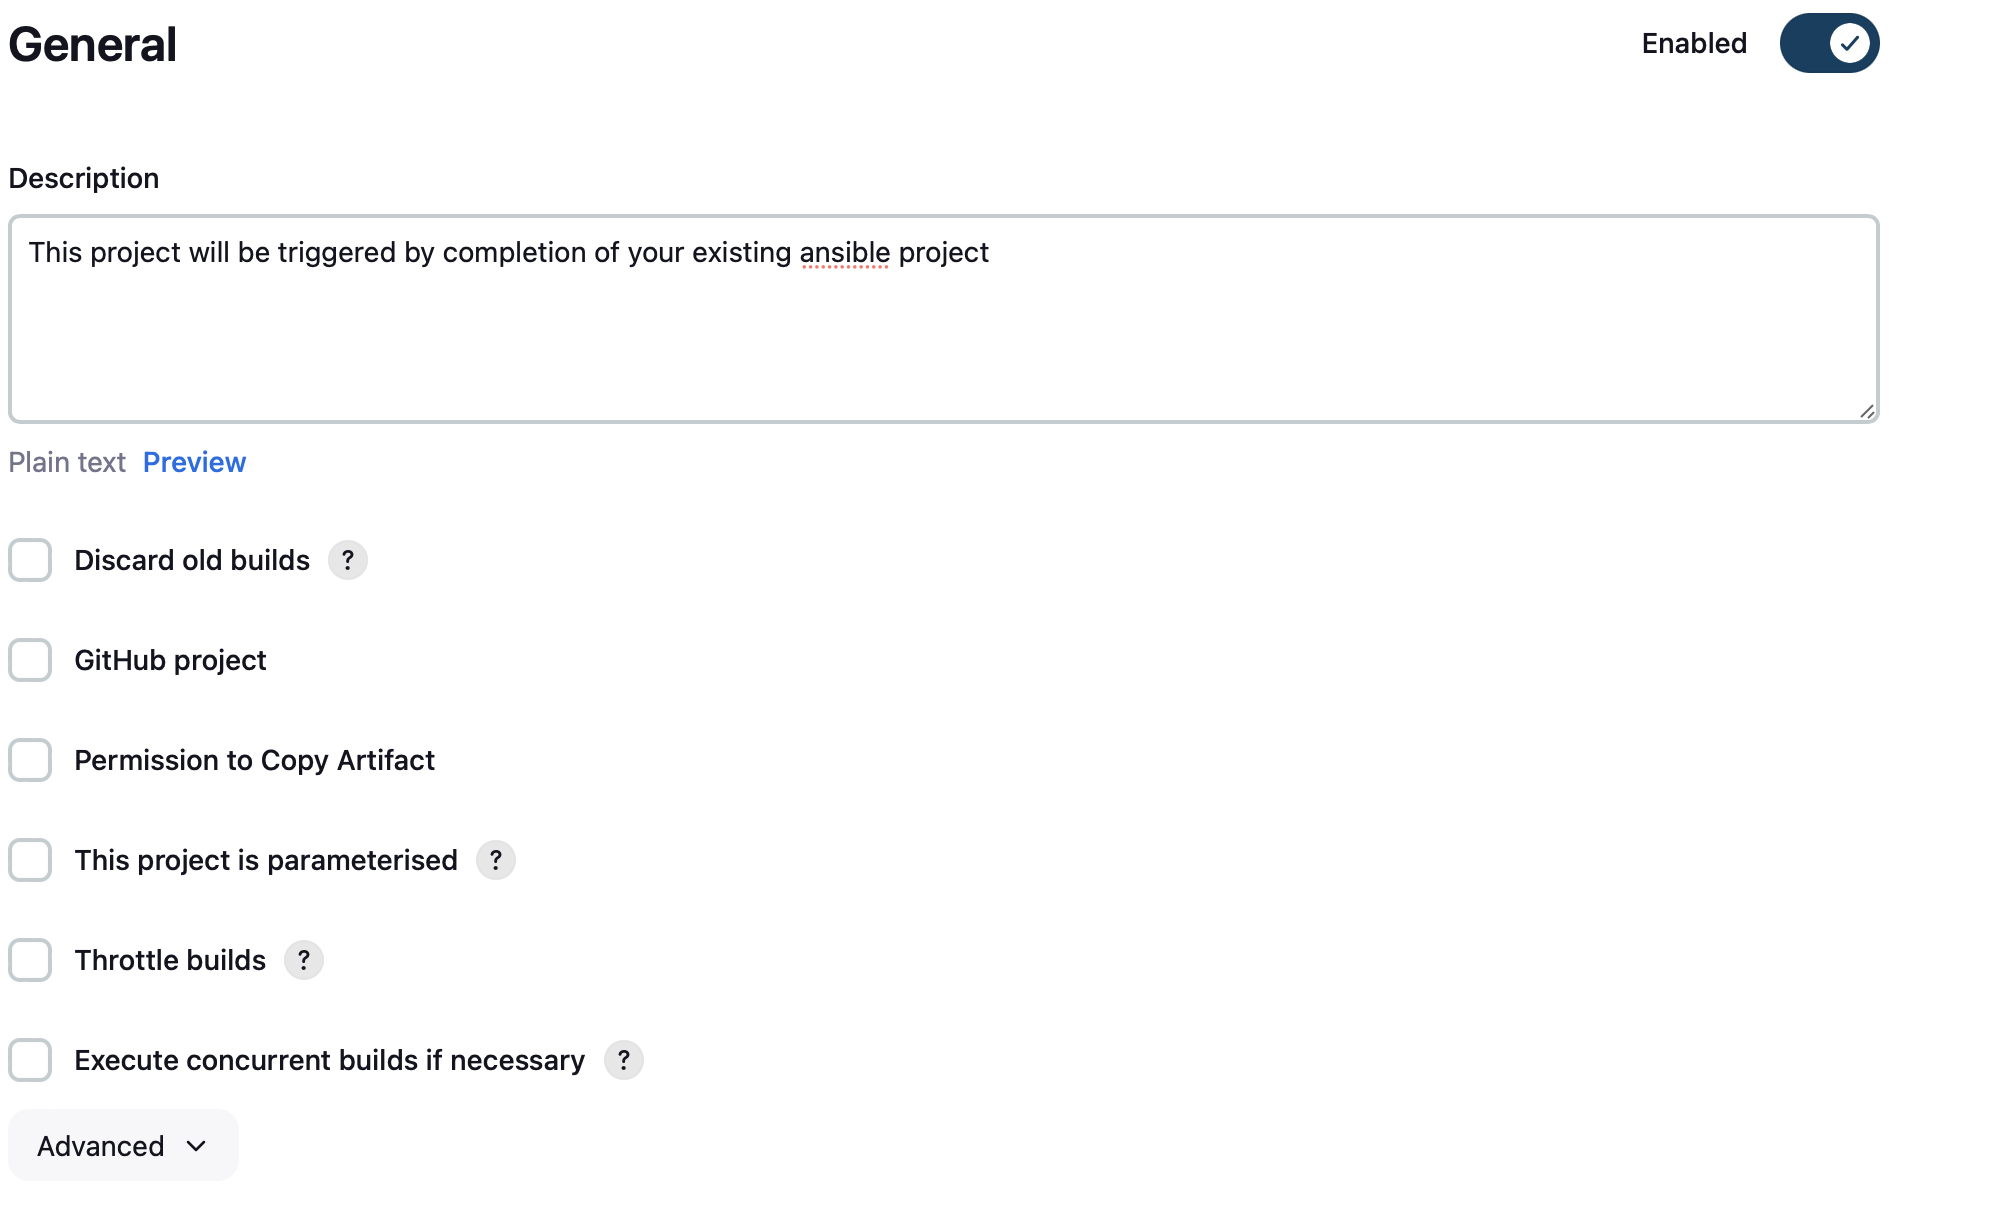 General
Enabled
Description
This project will be triggered by completion of your existing ansible project
Plain text Preview
Discard old builds ?
GitHub project
Permission to Copy Artifact
This project is parameterised ?
Throttle builds ?
Execute concurrent builds if necessary ?
Advanced